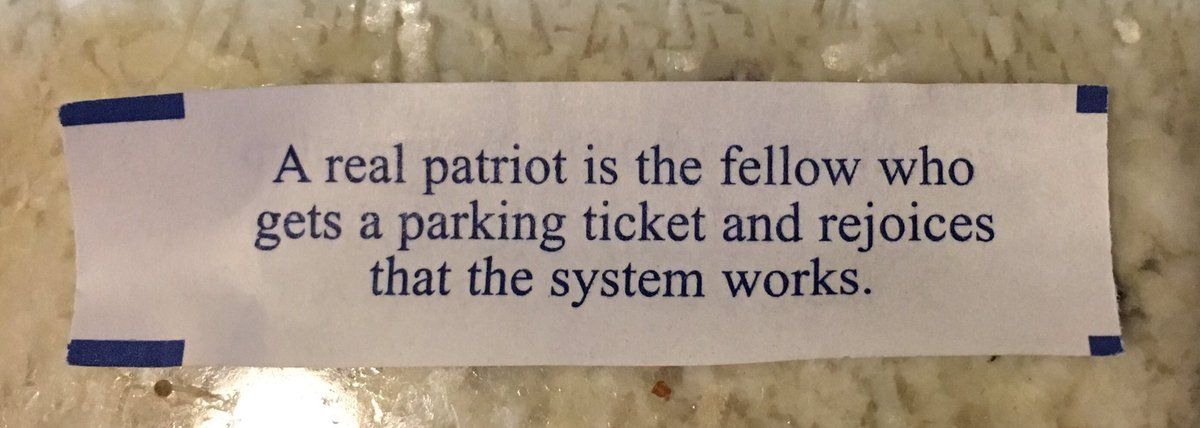 A real patriot is the fellow who
gets a parking ticket and rejoices
that the system works.